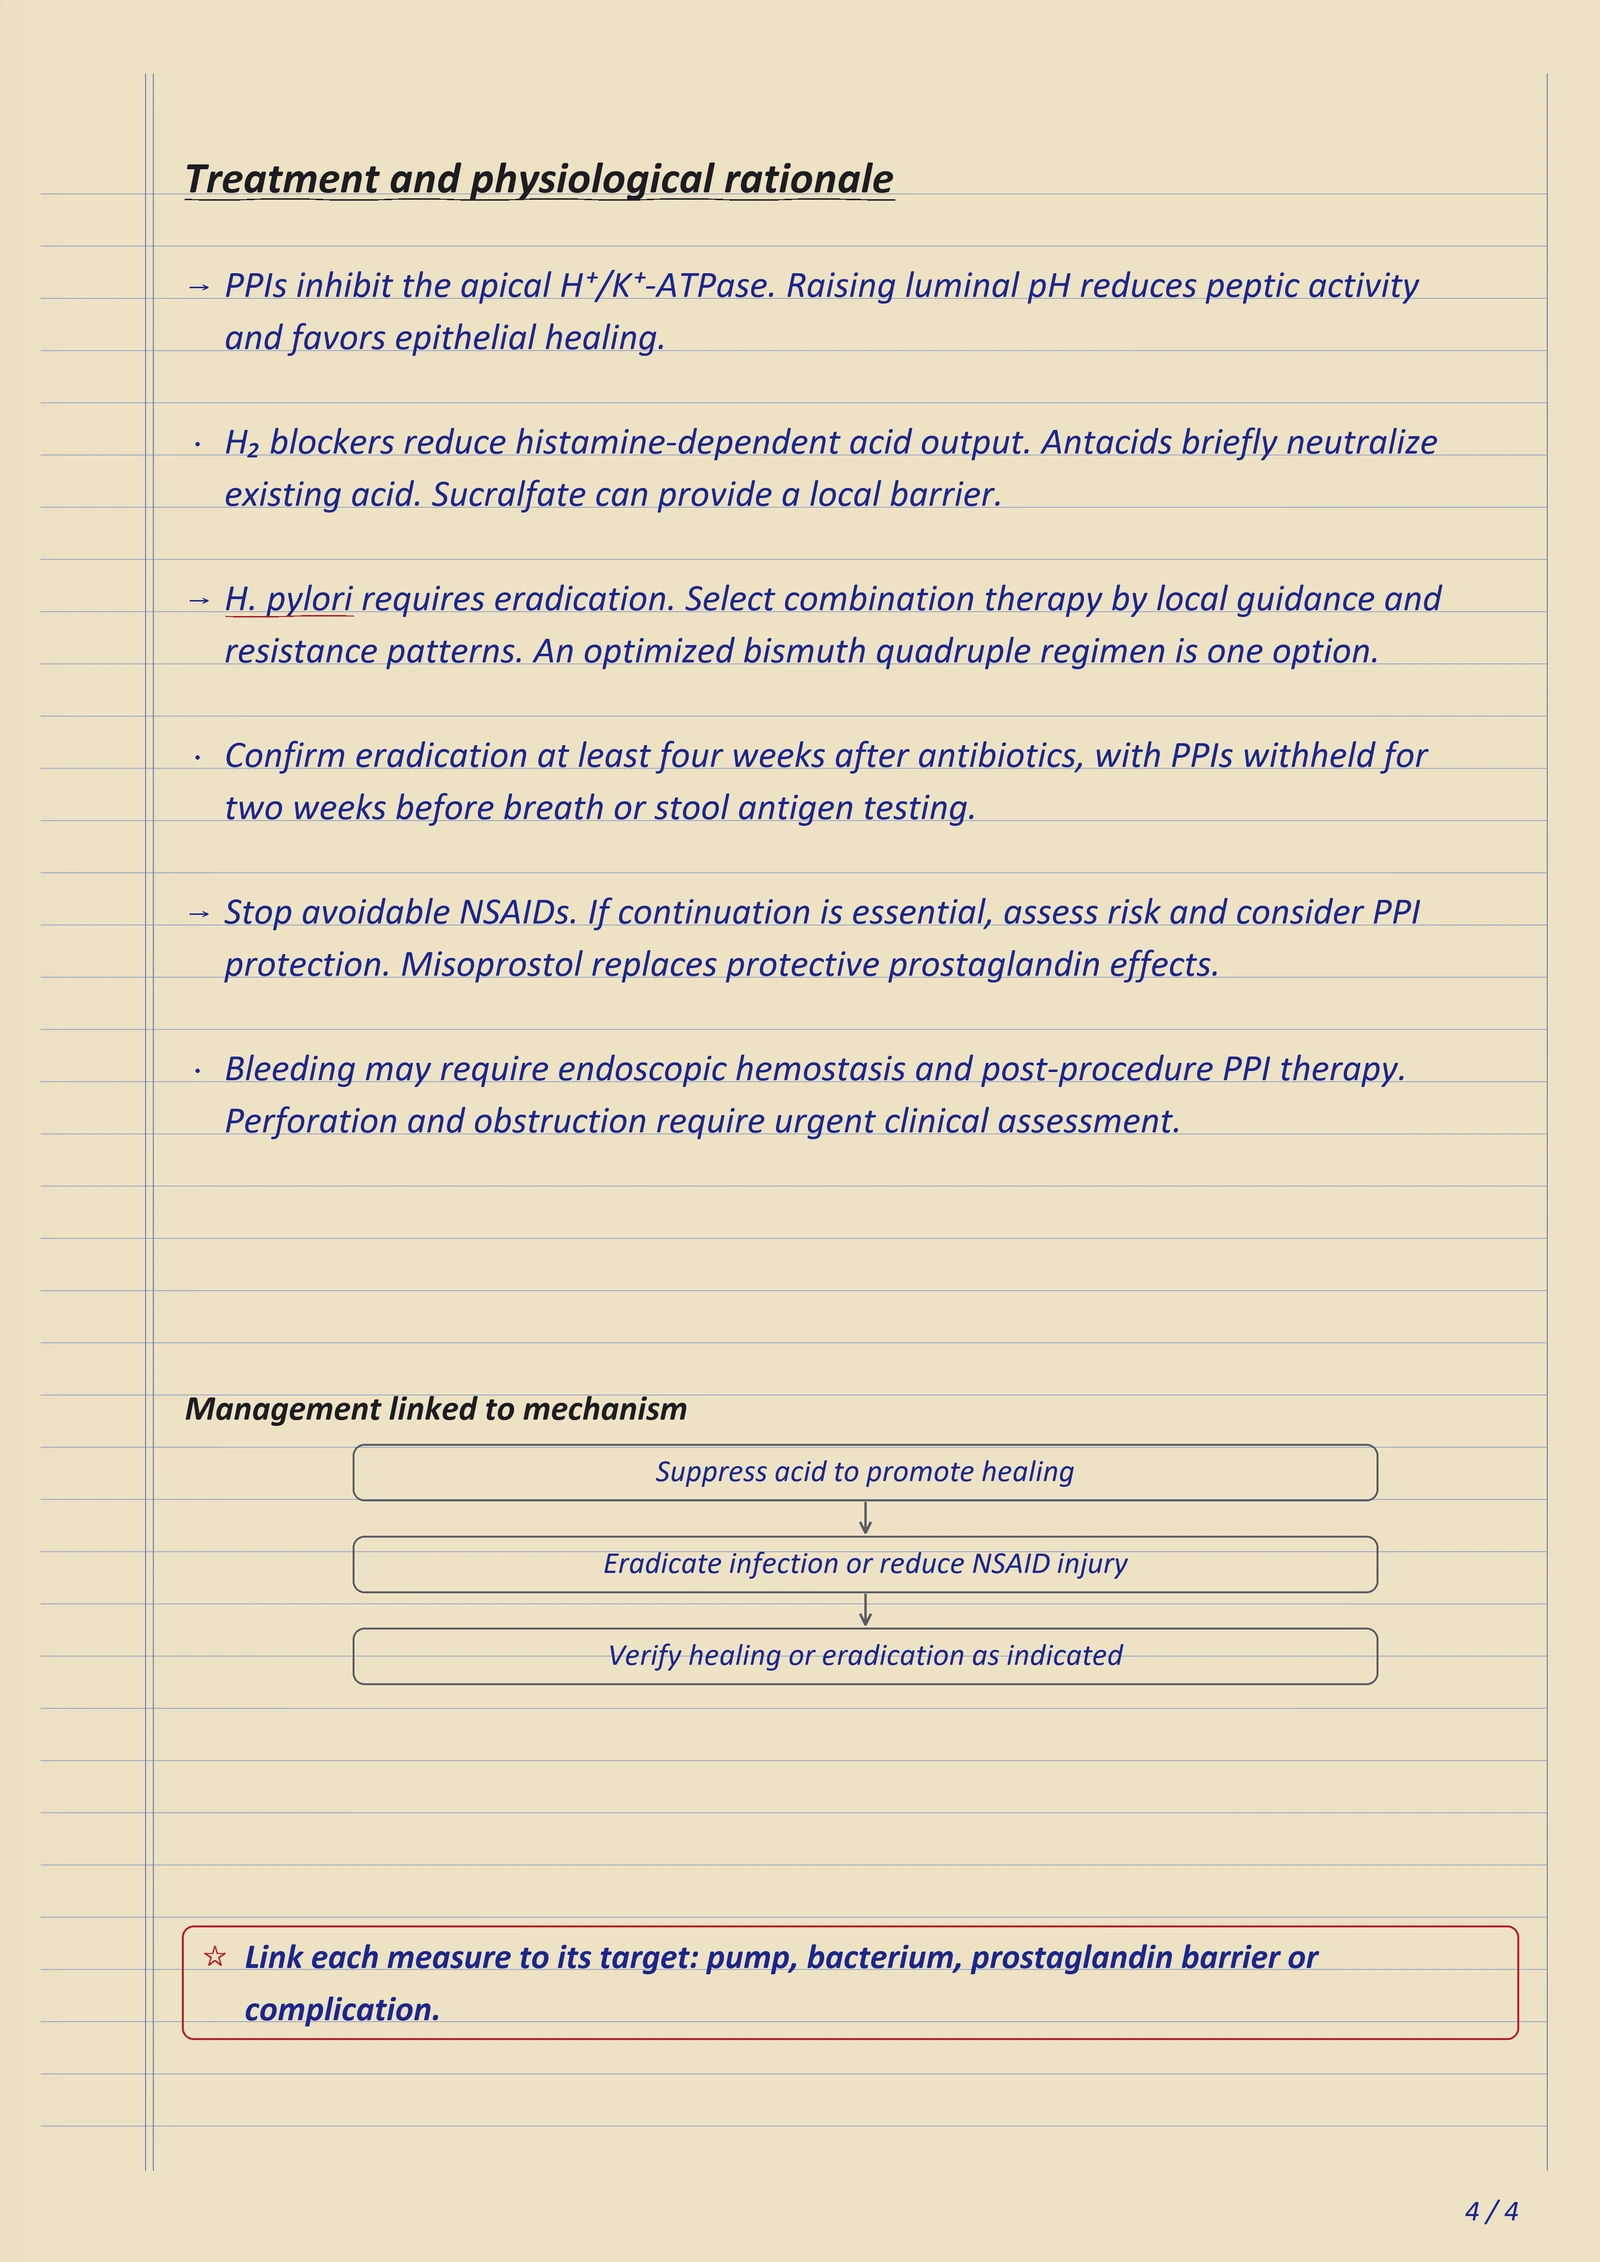 Treatment and physiological rationale
→ PPIs inhibit the apical H⁺/K⁺-ATPase. Raising luminal pH reduces peptic activity
and favors epithelial healing.
· H₂ blockers reduce histamine-dependent acid output. Antacids briefly neutralize
existing acid. Sucralfate can provide a local barrier.
→ H. pylori requires eradication. Select combination therapy by local guidance and
resistance patterns. An optimized bismuth quadruple regimen is one option.
· Confirm eradication at least four weeks after antibiotics, with PPIs withheld for
two weeks before breath or stool antigen testing.
→ Stop avoidable NSAIDs. If continuation is essential, assess risk and consider PPI
protection. Misoprostol replaces protective prostaglandin effects.
· Bleeding may require endoscopic hemostasis and post-procedure PPI therapy.
Perforation and obstruction require urgent clinical assessment.
Management linked to mechanism
Suppress acid to promote healing
Eradicate infection or reduce NSAID injury
Verify healing or eradication as indicated
☆ Link each measure to its target: pump, bacterium, prostaglandin barrier or
complication.
4 / 4